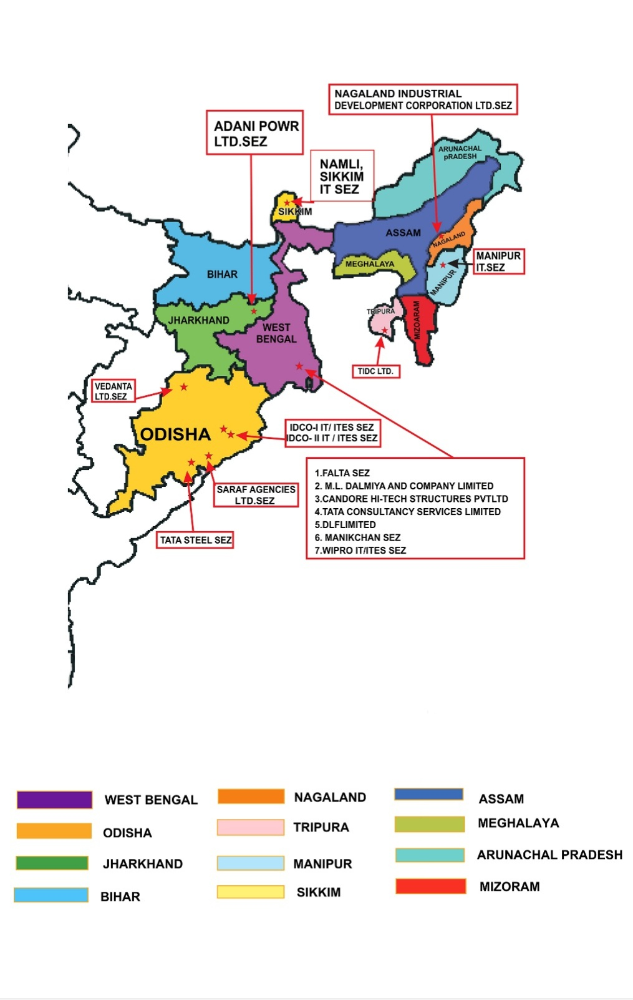 NAGALAND INDUSTRIAL
DEVELOPMENT CORPORATION LTD.SEZ
ADANI POWR
LTD.SEZ
NAMLI,
SIKKIM
IT SEZ
ARUNACHAL
pRADESH
SIKKIM
ASSAM
NAGALAND
MEGHALAYA
MANIPUR
IT.SEZ
BIHAR
MANIPUR
JHARKHAND
TRIPURA
MIZOARAM
WEST
BENGAL
TIDC LTD.
VEDANTA
LTD.SEZ
ODISHA
IDCO-I IT/ ITES SEZ
IDCO- II IT / ITES SEZ
SARAF AGENCIES
LTD.SEZ
TATA STEEL SEZ
1.FALTA SEZ
2. M.L. DALMIYA AND COMPANY LIMITED
3.CANDORE HI-TECH STRUCTURES PVTLTD
4.TATA CONSULTANCY SERVICES LIMITED
5.DLFLIMITED
6. MANIKCHAN SEZ
7.WIPRO IT/ITES SEZ
WEST BENGAL
ODISHA
JHARKHAND
BIHAR
NAGALAND
TRIPURA
MANIPUR
SIKKIM
ASSAM
MEGHALAYA
ARUNACHAL PRADESH
MIZORAM